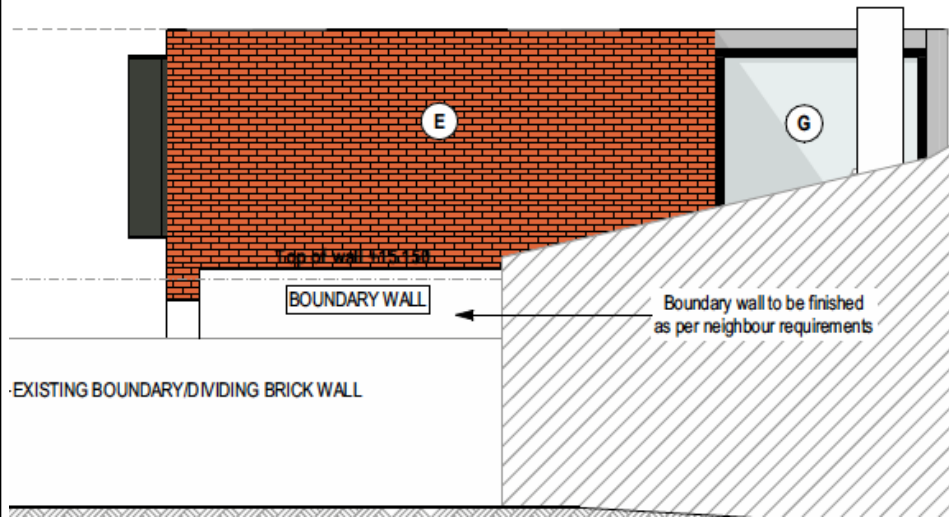 E
G
Top of wall +15.150
BOUNDARY WALL
Boundary wall to be finished
as per neighbour requirements
EXISTING BOUNDARY/DIVIDING BRICK WALL